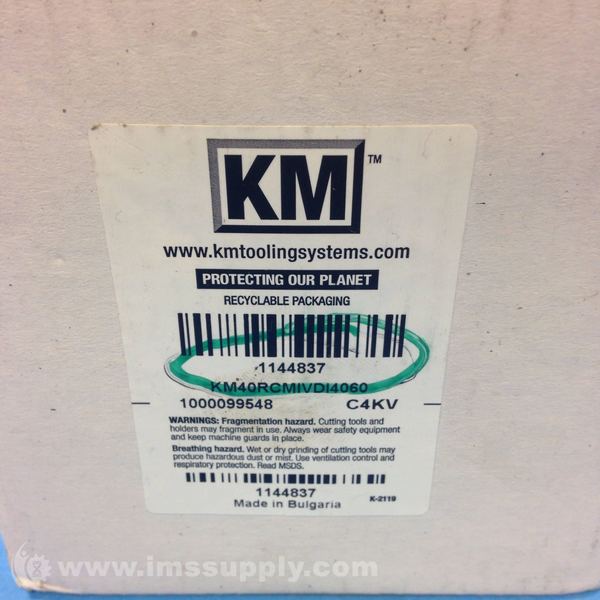 KM™
www.kmtoolingsystems.com
PROTECTING OUR PLANET
RECYCLABLE PACKAGING
1144837
KM40RCMIVDI4060
1000099548 C4KV
WARNINGS: Fragmentation hazard. Cutting tools and
holders may fragment in use. Always wear safety equipment
and keep machine guards in place.
Breathing hazard. Wet or dry grinding of cutting tools may
produce hazardous dust or mist. Use ventilation control and
respiratory protection. Read MSDS.
1144837
Made in Bulgaria K-2119
www.imssupply.com